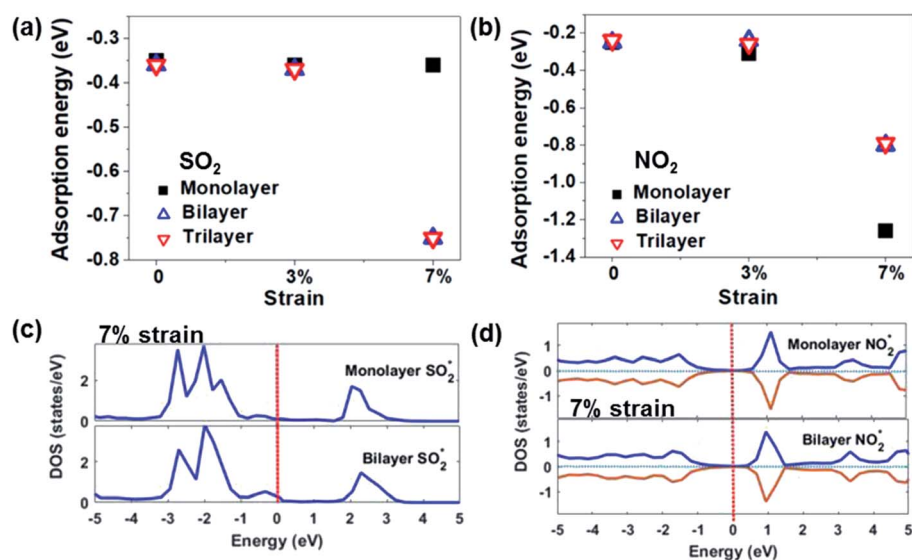 (a)
Adsorption energy (eV)
-0.3
-0.4
-0.5
-0.6
-0.7
-0.8
SO2
Monolayer
Bilayer
Trilayer
0 3% 7%
Strain
(b)
Adsorption energy (eV)
-0.2
-0.4
-0.6
-0.8
-1.0
-1.2
-1.4
NO2
Monolayer
Bilayer
Trilayer
0 3% 7%
Strain
(c)
7% strain
DOS (states/eV)
2
0
Monolayer SO2*
2
0
Bilayer SO2*
-5 -4 -3 -2 -1 0 1 2 3 4 5
Energy (eV)
(d)
DOS (states/eV)
1
0
-1
Monolayer NO2*
7% strain
1
0
-1
Bilayer NO2*
-5 -4 -3 -2 -1 0 1 2 3 4 5
Energy (eV)